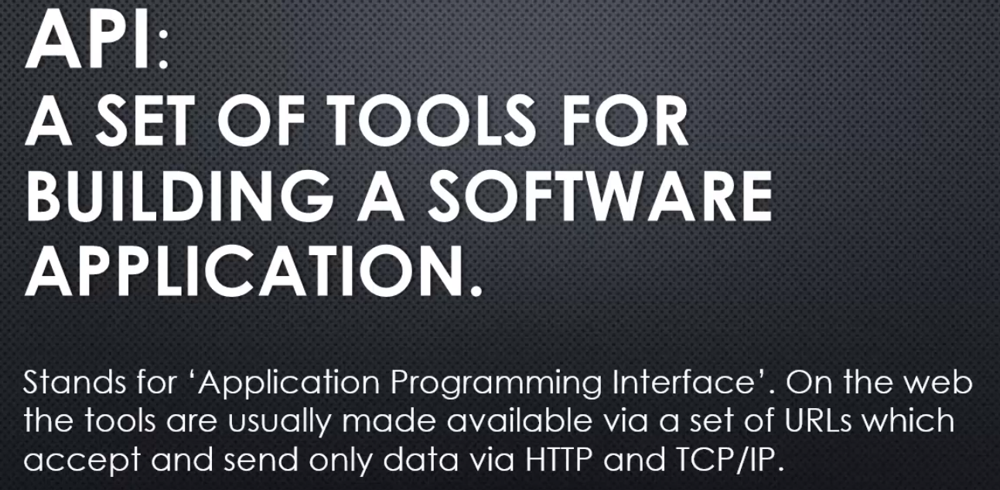 API:
A SET OF TOOLS FOR
BUILDING A SOFTWARE
APPLICATION.
Stands for ‘Application Programming Interface’. On the web
the tools are usually made available via a set of URLs which
accept and send only data via HTTP and TCP/IP.